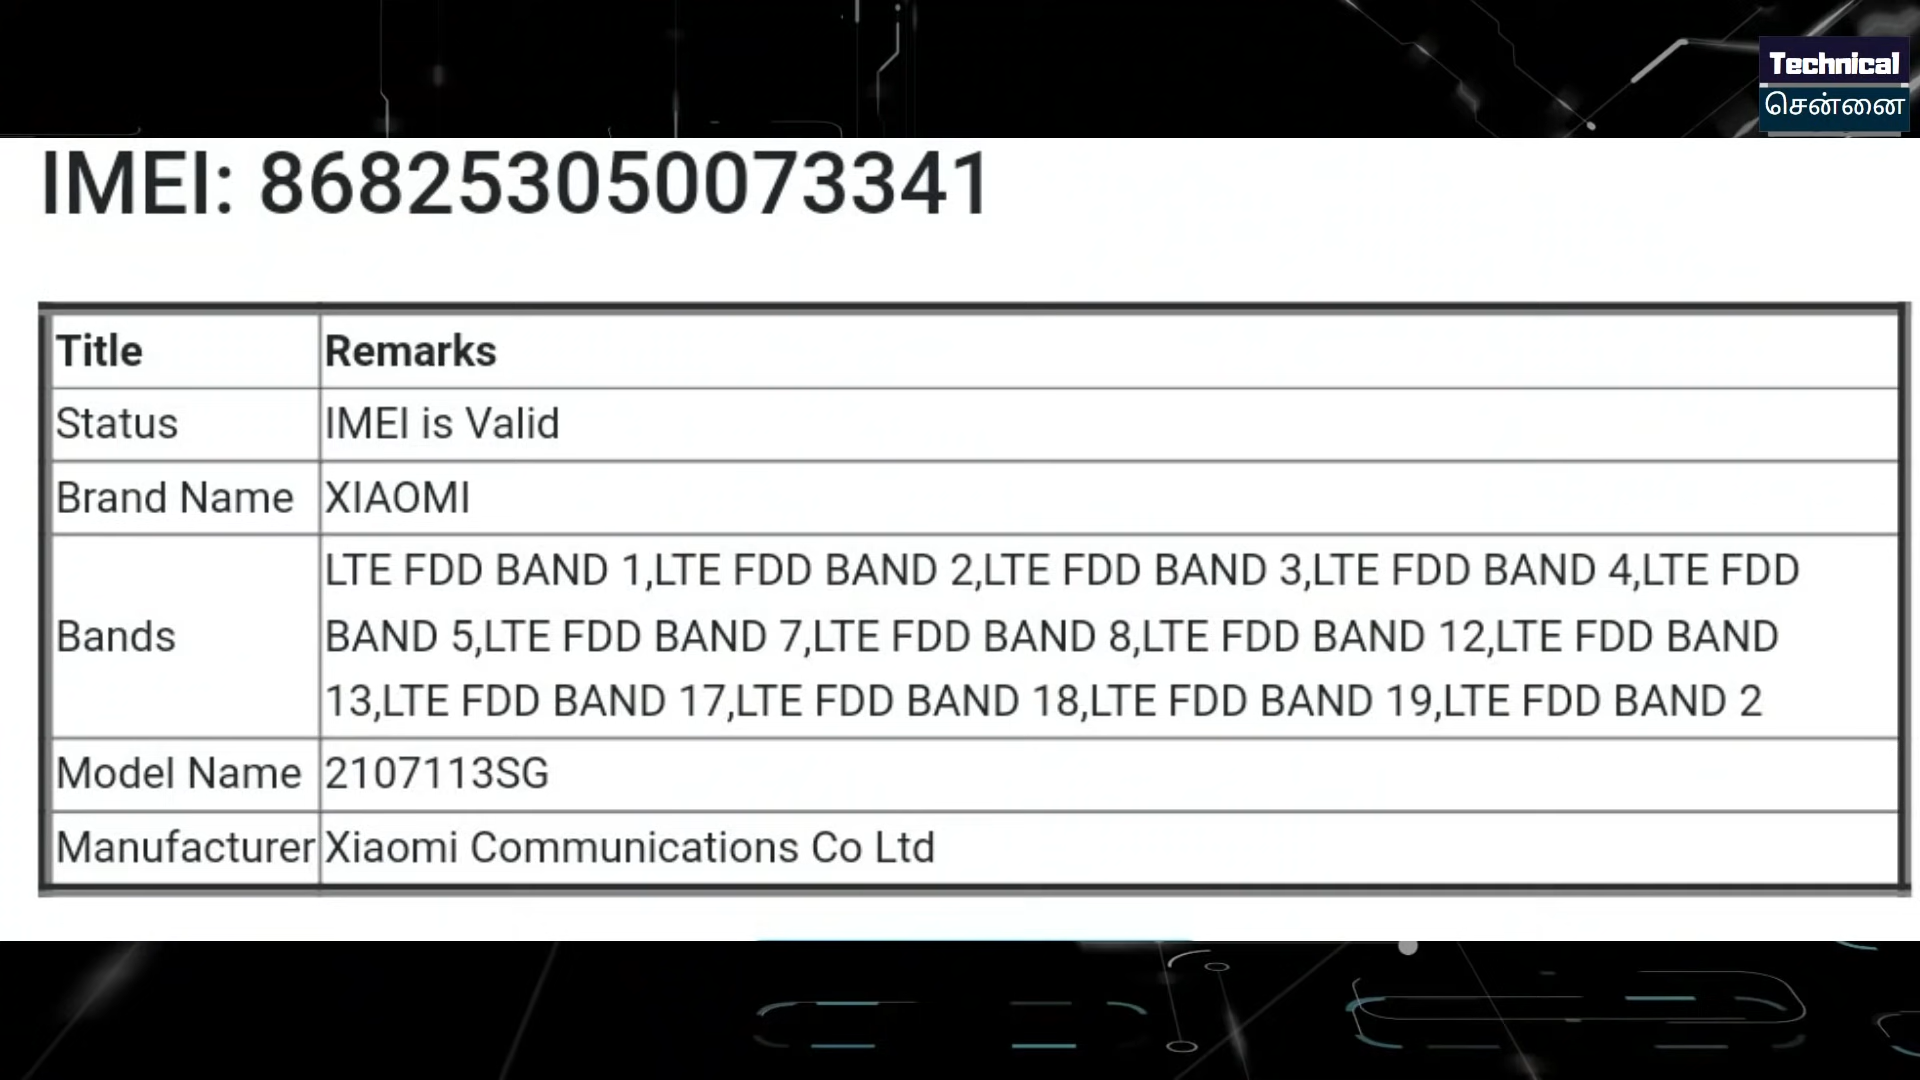 Technical
சென்னை
IMEI: 868253050073341
Title Remarks
Status IMEI is Valid
Brand Name XIAOMI
Bands LTE FDD BAND 1,LTE FDD BAND 2,LTE FDD BAND 3,LTE FDD BAND 4,LTE FDD
BAND 5,LTE FDD BAND 7,LTE FDD BAND 8,LTE FDD BAND 12,LTE FDD BAND
13,LTE FDD BAND 17,LTE FDD BAND 18,LTE FDD BAND 19,LTE FDD BAND 2
Model Name 2107113SG
Manufacturer Xiaomi Communications Co Ltd